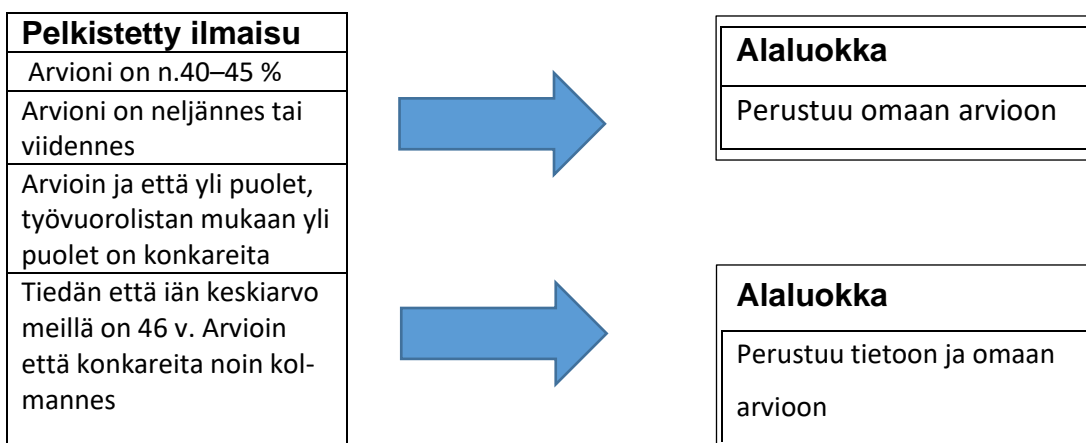 Pelkistetty ilmaisu
Arvioni on n.40–45 %
Arvioni on neljännes tai
viidennes
Arvioin ja että yli puolet,
työvuorolistan mukaan yli
puolet on konkareita
Tiedän että iän keskiarvo
meillä on 46 v. Arvioin
että konkareita noin kol-
mannes
Alaluokka
Perustuu omaan arvioon
Alaluokka
Perustuu tietoon ja omaan
arvioon